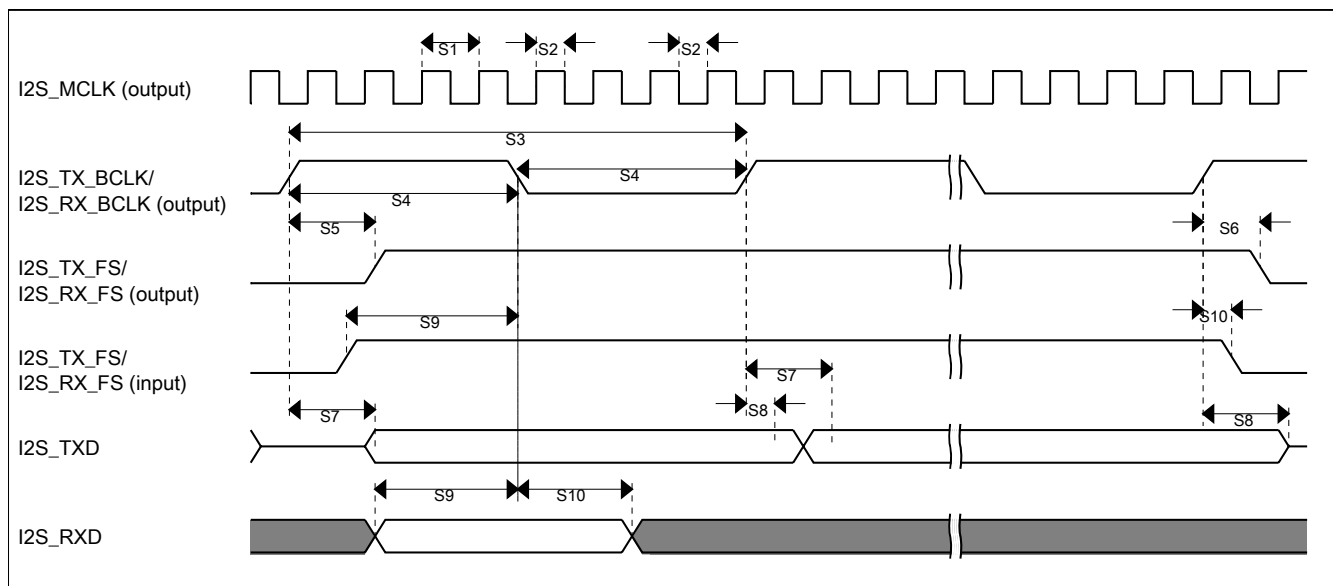 S1
S2
S2
I2S_MCLK (output)
S3
I2S_TX_BCLK/
I2S_RX_BCLK (output)
S4
S4
S5
S6
I2S_TX_FS/
I2S_RX_FS (output)
S9
S10
I2S_TX_FS/
I2S_RX_FS (input)
S7
S7
S8
S8
I2S_TXD
S9
S10
I2S_RXD